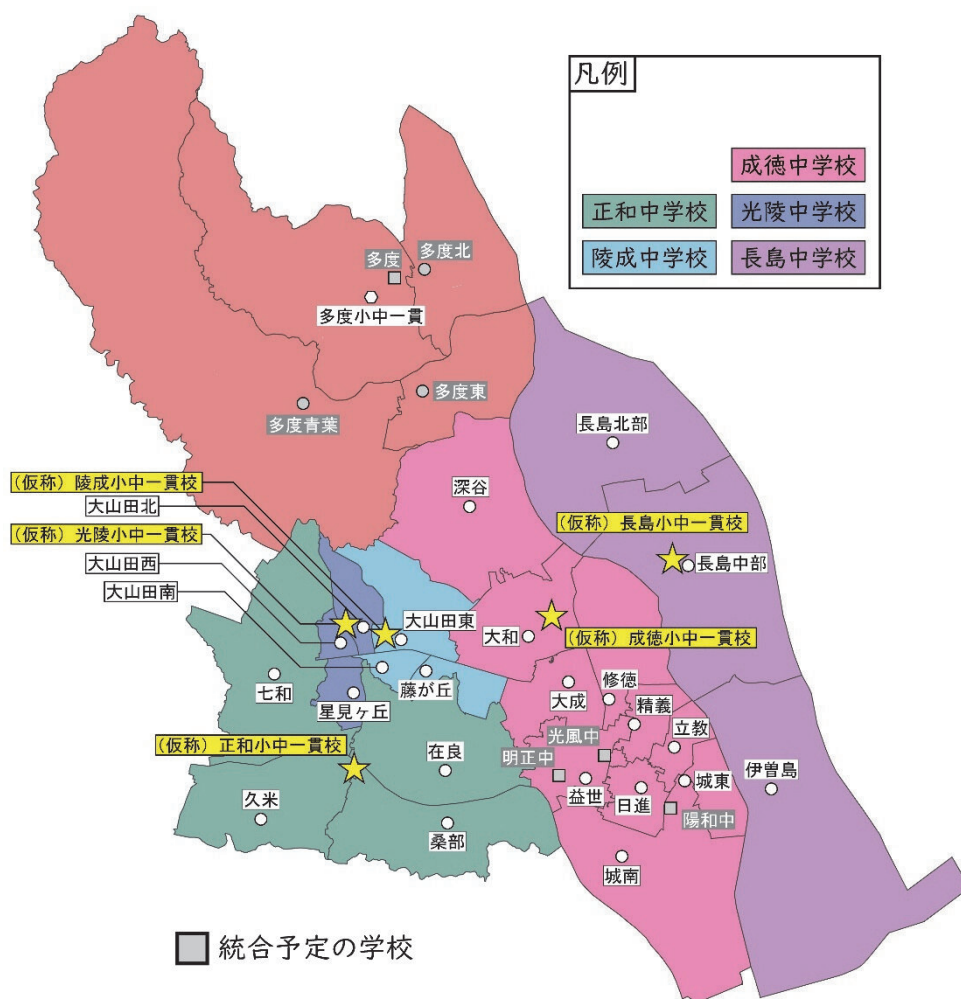 凡例
成徳中学校
正和中学校
光陵中学校
陵成中学校
長島中学校
多度
多度北
多度小中一貫
多度東
多度青葉
長島北部
(仮称) 陵成小中一貫校
深谷
大山田北
(仮称) 光陵小中一貫校
(仮称) 長島小中一貫校
大山田西
長島中部
大山田南
大山田東
大和
(仮称) 成徳小中一貫校
七和
藤が丘
大成
修徳
星見ヶ丘
精義
立教
光風中
(仮称) 正和小中一貫校
在良
明正中
城東
伊曽島
久米
益世
日進
陽和中
桑部
城南
統合予定の学校